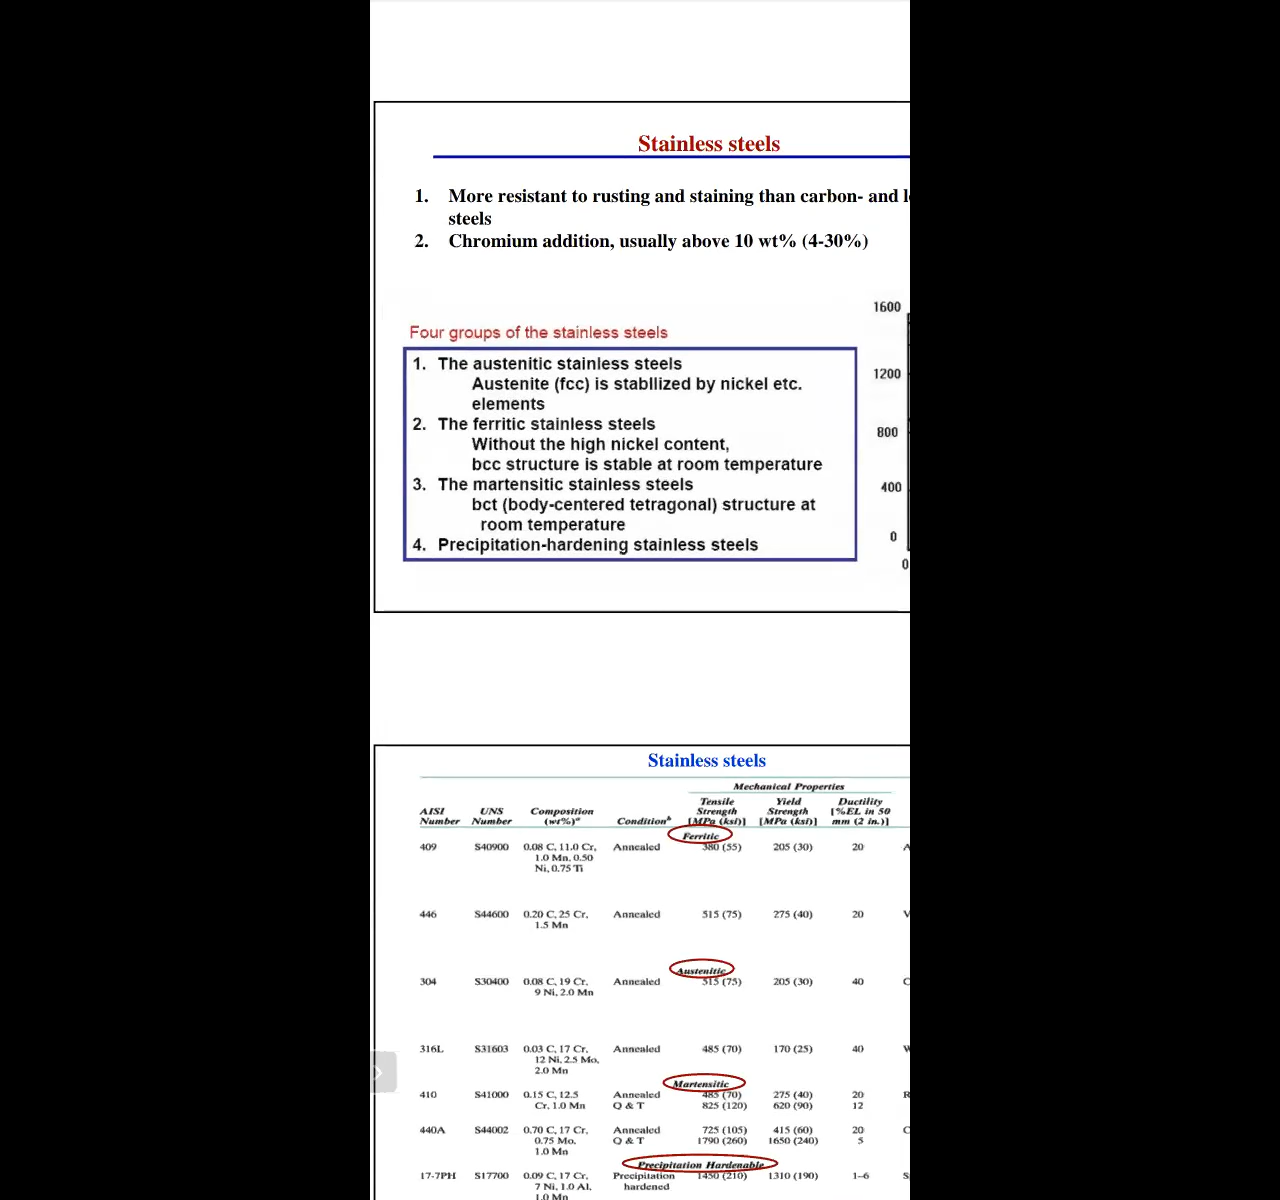 Stainless steels
1. More resistant to rusting and staining than carbon- and l
steels
2. Chromium addition, usually above 10 wt% (4-30%)
1600
Four groups of the stainless steels
1. The austenitic stainless steels
1200
Austenite (fcc) is stabllized by nickel etc.
elements
2. The ferritic stainless steels
800
Without the high nickel content,
bcc structure is stable at room temperature
3. The martensitic stainless steels
400
bct (body-centered tetragonal) structure at
room temperature
0
4. Precipitation-hardening stainless steels
0
Stainless steels
Mechanical Properties
Tensile Yield Ductility
AISI UNS Composition Strength Strength [%EL in 50
Number Number (wt%)a Conditionb [MPa (ksi)] [MPa (ksi)] mm (2 in.)]
Ferritic
409 S40900 0.08 C, 11.0 Cr, Annealed 380 (55) 205 (30) 20 A
1.0 Mn, 0.50
Ni, 0.75 Ti
446 S44600 0.20 C, 25 Cr, Annealed 515 (75) 275 (40) 20 V
1.5 Mn
Austenitic
304 S30400 0.08 C, 19 Cr, Annealed 515 (75) 205 (30) 40 C
9 Ni, 2.0 Mn
316L S31603 0.03 C, 17 Cr, Annealed 485 (70) 170 (25) 40 W
12 Ni, 2.5 Mo,
2.0 Mn
Martensitic
410 S41000 0.15 C, 12.5 Annealed 485 (70) 275 (40) 20 R
Cr, 1.0 Mn Q & T 825 (120) 620 (90) 12
440A S44002 0.70 C, 17 Cr, Annealed 725 (105) 415 (60) 20 C
0.75 Mo, Q & T 1790 (260) 1650 (240) 5
1.0 Mn
Precipitation Hardenable
17-7PH S17700 0.09 C, 17 Cr, Precipitation 1450 (210) 1310 (190) 1–6 S
7 Ni, 1.0 Al, hardened
1.0 Mn